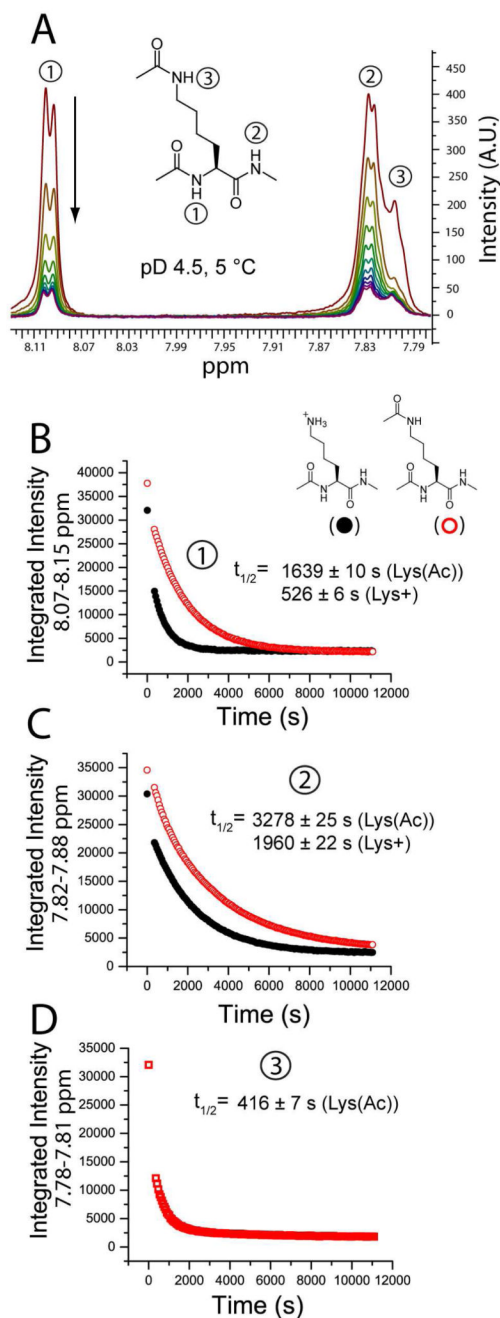 A
①
②
③
O
NH ③
② H
N
O
N
H
①
O
pD 4.5, 5 °C
450
400
350
300
250
200
150
100
50
0
Intensity (A.U.)
8.11 8.07 8.03 7.99 7.95 7.91 7.87 7.83 7.79
ppm
B
+NH3
O
NH
O
N
H
O
H
N
O
N
H
O
H
N
(●) (○)
Integrated Intensity
8.07-8.15 ppm
40000
35000
30000
25000
20000
15000
10000
5000
0
①
t1/2= 1639 ± 10 s (Lys(Ac))
526 ± 6 s (Lys+)
0 2000 4000 6000 8000 10000 12000
Time (s)
C
Integrated Intensity
7.82-7.88 ppm
35000
30000
25000
20000
15000
10000
5000
0
②
t1/2= 3278 ± 25 s (Lys(Ac))
1960 ± 22 s (Lys+)
0 2000 4000 6000 8000 10000 12000
Time (s)
D
Integrated Intensity
7.78-7.81 ppm
35000
30000
25000
20000
15000
10000
5000
0
③
t1/2= 416 ± 7 s (Lys(Ac))
0 2000 4000 6000 8000 10000 12000
Time (s)